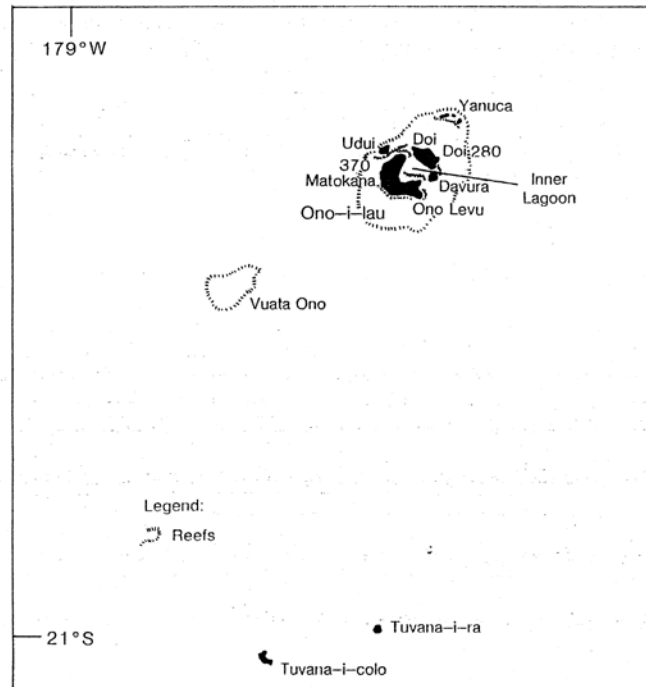 179°W
Yanuca
Udui
Doi
370
Doi 280
Matokana
Davura
Inner
Lagoon
Ono-i-lau
Ono Levu
Vuata Ono
Legend:
Reefs
Tuvana-i-ra
21°S
Tuvana-i-colo